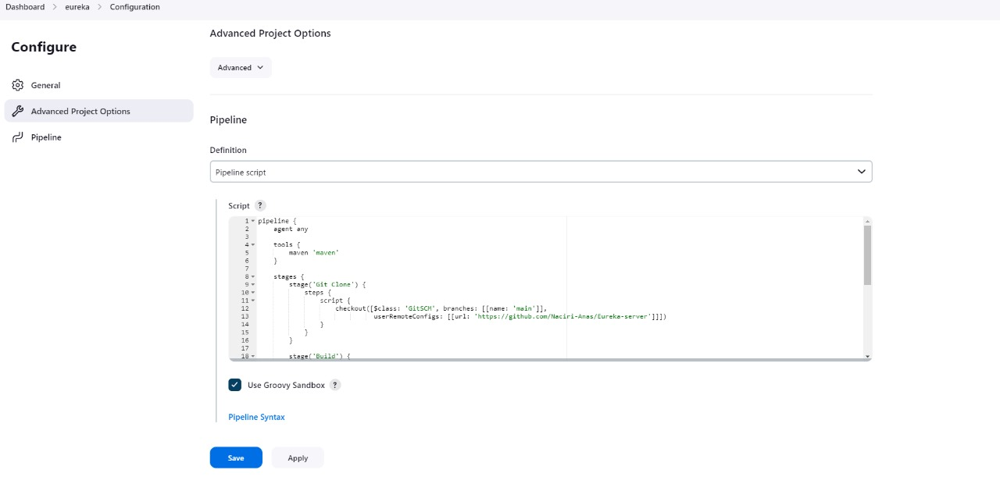 Dashboard > eureka > Configuration
Configure
General
Advanced Project Options
Pipeline
Advanced Project Options
Advanced
Pipeline
Definition
Pipeline script
Script ?
1 pipeline {
2     agent any
3
4     tools {
5         maven 'maven'
6     }
7
8     stages {
9         stage('Git Clone') {
10             steps {
11                 script {
12                     checkout([$class: 'GitSCM', branches: [[name: 'main']],
13                               userRemoteConfigs: [[url: 'https://github.com/Naciri-Anas/Eureka-server']]])
14                 }
15             }
16         }
17
18         stage('Build') {
Use Groovy Sandbox ?
Pipeline Syntax
Save Apply